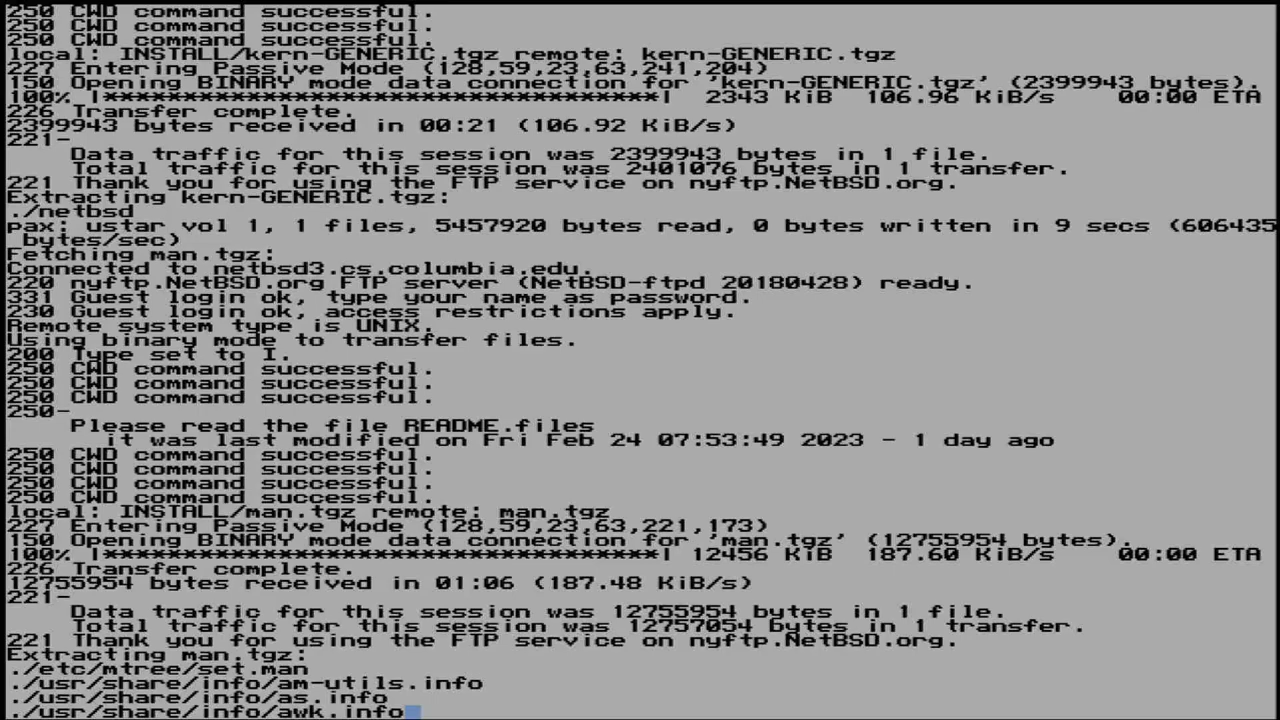 250 CWD command successful.
250 CWD command successful.
250 CWD command successful.
local: INSTALL/kern-GENERIC.tgz remote: kern-GENERIC.tgz
227 Entering Passive Mode (128,59,23,63,241,204)
150 Opening BINARY mode data connection for 'kern-GENERIC.tgz' (2399943 bytes).
100% |***********************************| 2343 KiB 106.96 KiB/s 00:00 ETA
226 Transfer complete.
2399943 bytes received in 00:21 (106.92 KiB/s)
221-
Data traffic for this session was 2399943 bytes in 1 file.
Total traffic for this session was 2401076 bytes in 1 transfer.
221 Thank you for using the FTP service on nyftp.NetBSD.org.
Extracting kern-GENERIC.tgz:
./netbsd
pax: ustar vol 1, 1 files, 5457920 bytes read, 0 bytes written in 9 secs (606435
bytes/sec)
Fetching man.tgz:
Connected to netbsd3.cs.columbia.edu.
220 nyftp.NetBSD.org FTP server (NetBSD-ftpd 20180428) ready.
331 Guest login ok, type your name as password.
230 Guest login ok, access restrictions apply.
Remote system type is UNIX.
Using binary mode to transfer files.
200 Type set to I.
250 CWD command successful.
250 CWD command successful.
250 CWD command successful.
250-
Please read the file README.files
it was last modified on Fri Feb 24 07:53:49 2023 - 1 day ago
250 CWD command successful.
250 CWD command successful.
250 CWD command successful.
local: INSTALL/man.tgz remote: man.tgz
227 Entering Passive Mode (128,59,23,63,221,173)
150 Opening BINARY mode data connection for 'man.tgz' (12755954 bytes).
100% |***********************************| 12456 KiB 187.60 KiB/s 00:00 ETA
226 Transfer complete.
12755954 bytes received in 01:06 (187.48 KiB/s)
221-
Data traffic for this session was 12755954 bytes in 1 file.
Total traffic for this session was 12757054 bytes in 1 transfer.
221 Thank you for using the FTP service on nyftp.NetBSD.org.
Extracting man.tgz:
./etc/mtree/set.man
./usr/share/info/am-utils.info
./usr/share/info/as.info
./usr/share/info/awk.info